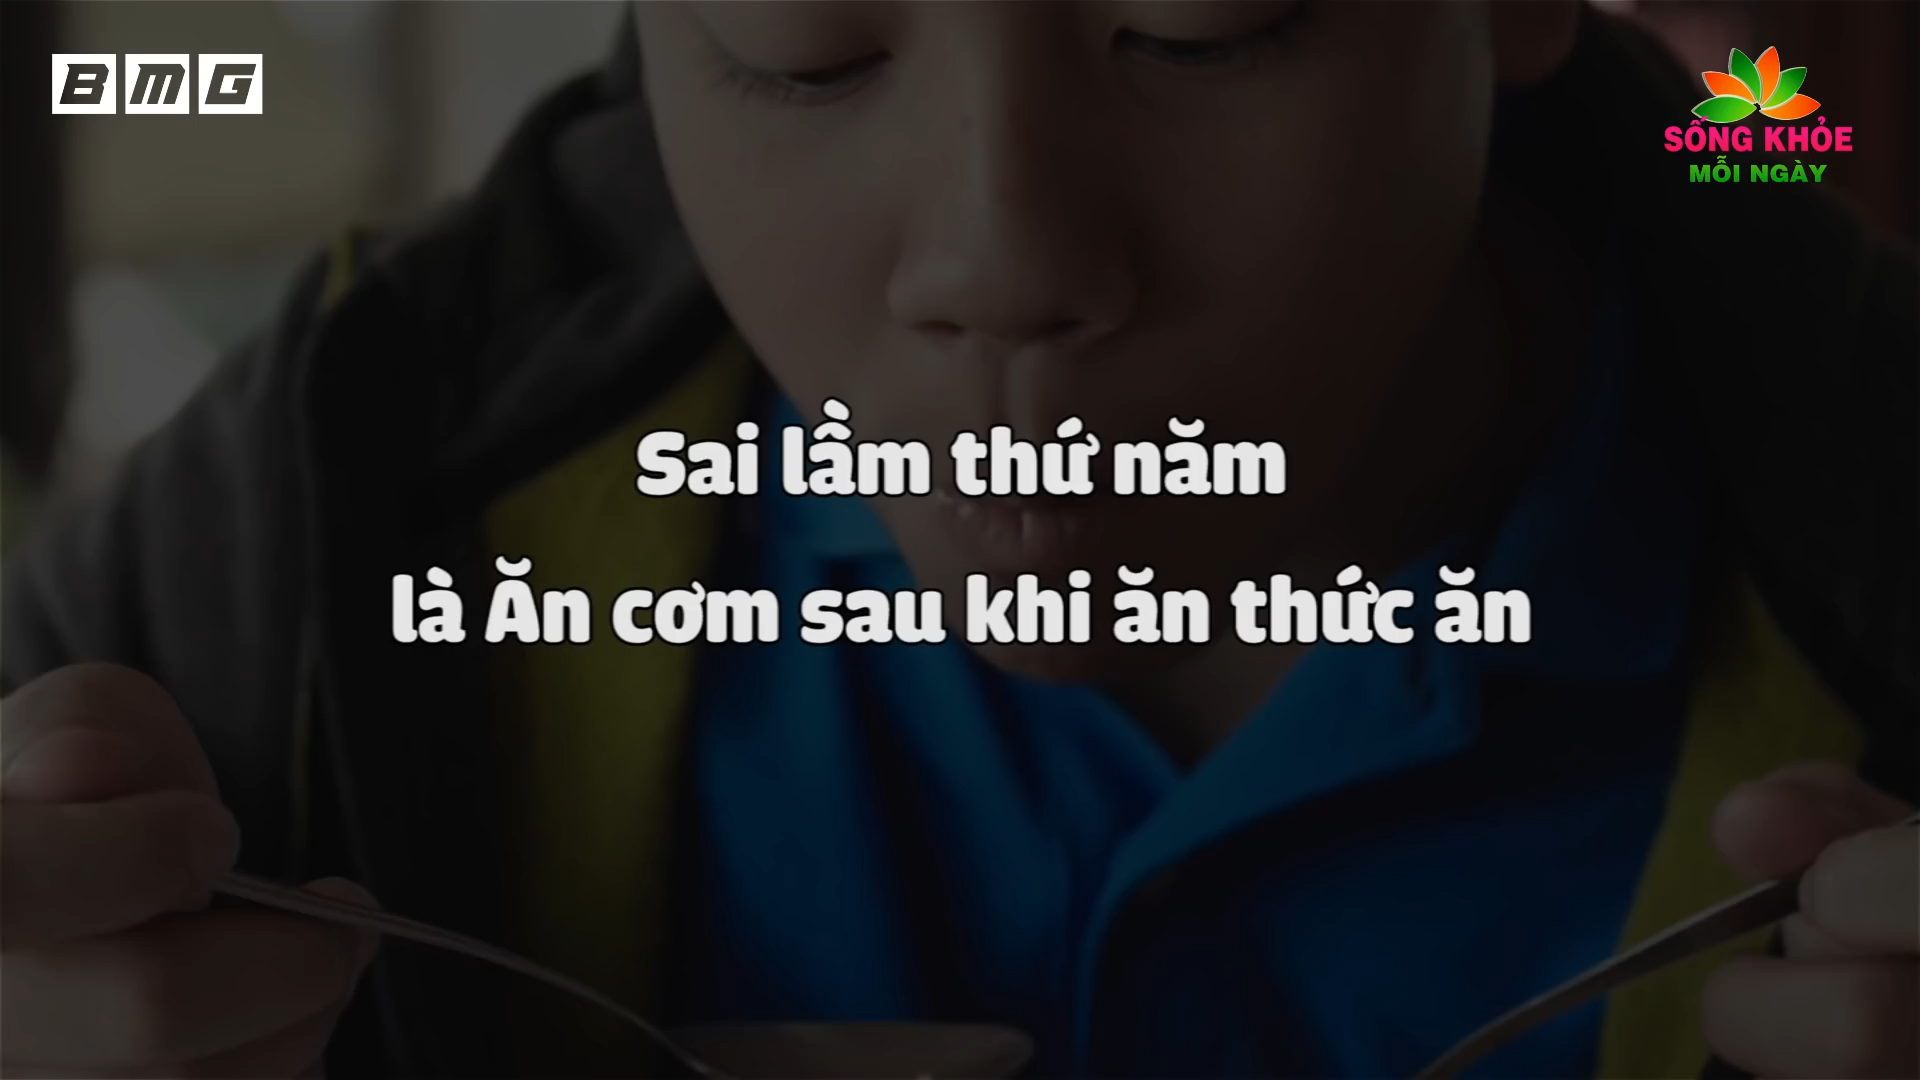 BMG
SỐNG KHỎE
MỖI NGÀY
Sai lầm thứ năm
là Ăn cơm sau khi ăn thức ăn